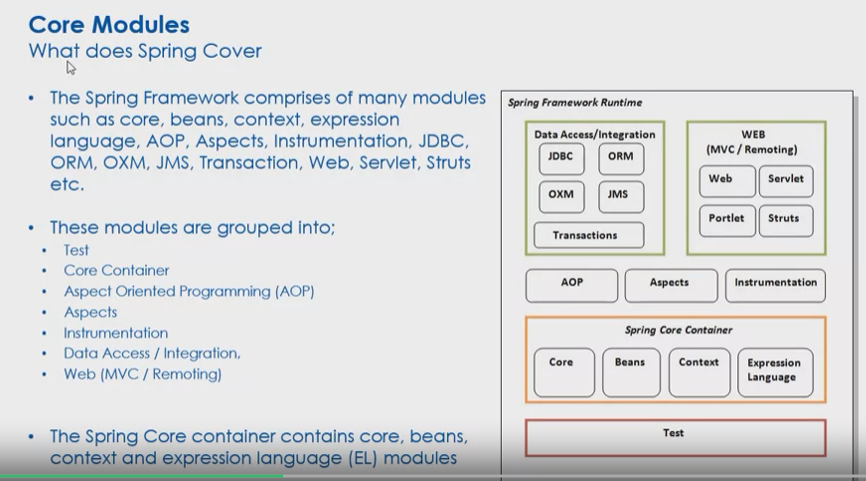 Core Modules
What does Spring Cover
• The Spring Framework comprises of many modules
such as core, beans, context, expression
language, AOP, Aspects, Instrumentation, JDBC,
ORM, OXM, JMS, Transaction, Web, Servlet, Struts
etc.
• These modules are grouped into;
• Test
• Core Container
• Aspect Oriented Programming (AOP)
• Aspects
• Instrumentation
• Data Access / Integration,
• Web (MVC / Remoting)
• The Spring Core container contains core, beans,
context and expression language (EL) modules
Spring Framework Runtime
Data Access/Integration
JDBC
ORM
OXM
JMS
Transactions
WEB
(MVC / Remoting)
Web
Servlet
Portlet
Struts
AOP
Aspects
Instrumentation
Spring Core Container
Core
Beans
Context
Expression
Language
Test